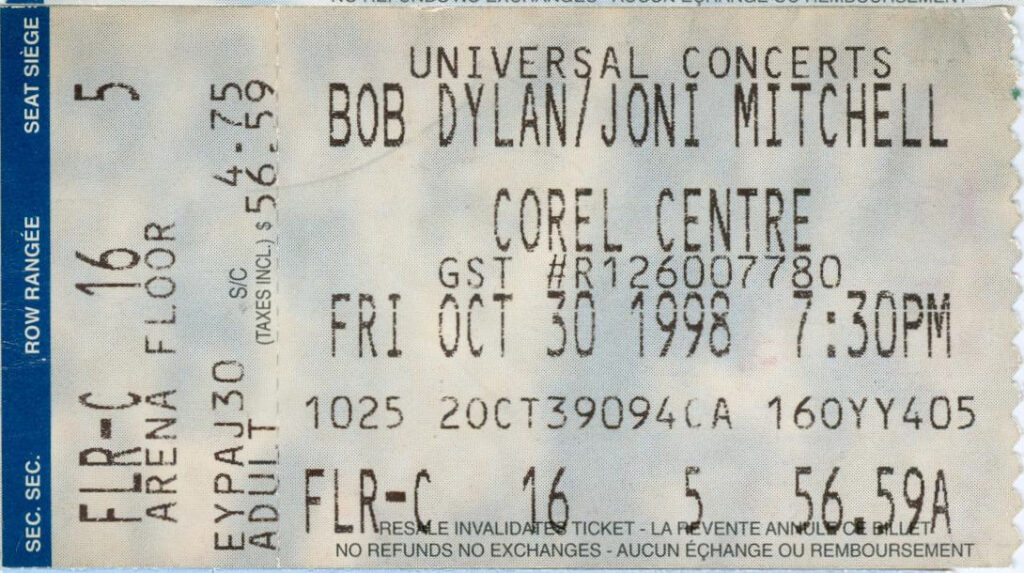 SEAT SIÈGE
ROW RANGÉE
SEC. SEC.
5
16
FLR-C
ARENA FLOOR
4.75
S/C
EYPAJ30
(TAXES INCL.) $ 56.59
ADULT
UNIVERSAL CONCERTS
BOB DYLAN/JONI MITCHELL
COREL CENTRE
GST #R126007780
FRI OCT 30 1998 7:30PM
1025 2OCT39094CA 160YY405
FLR-C 16 5 56.59A
RESALE INVALIDATES TICKET - LA REVENTE ANNULE CE BILLET
NO REFUNDS NO EXCHANGES - AUCUN ÉÇHANGE OU REMBOURSEMENT